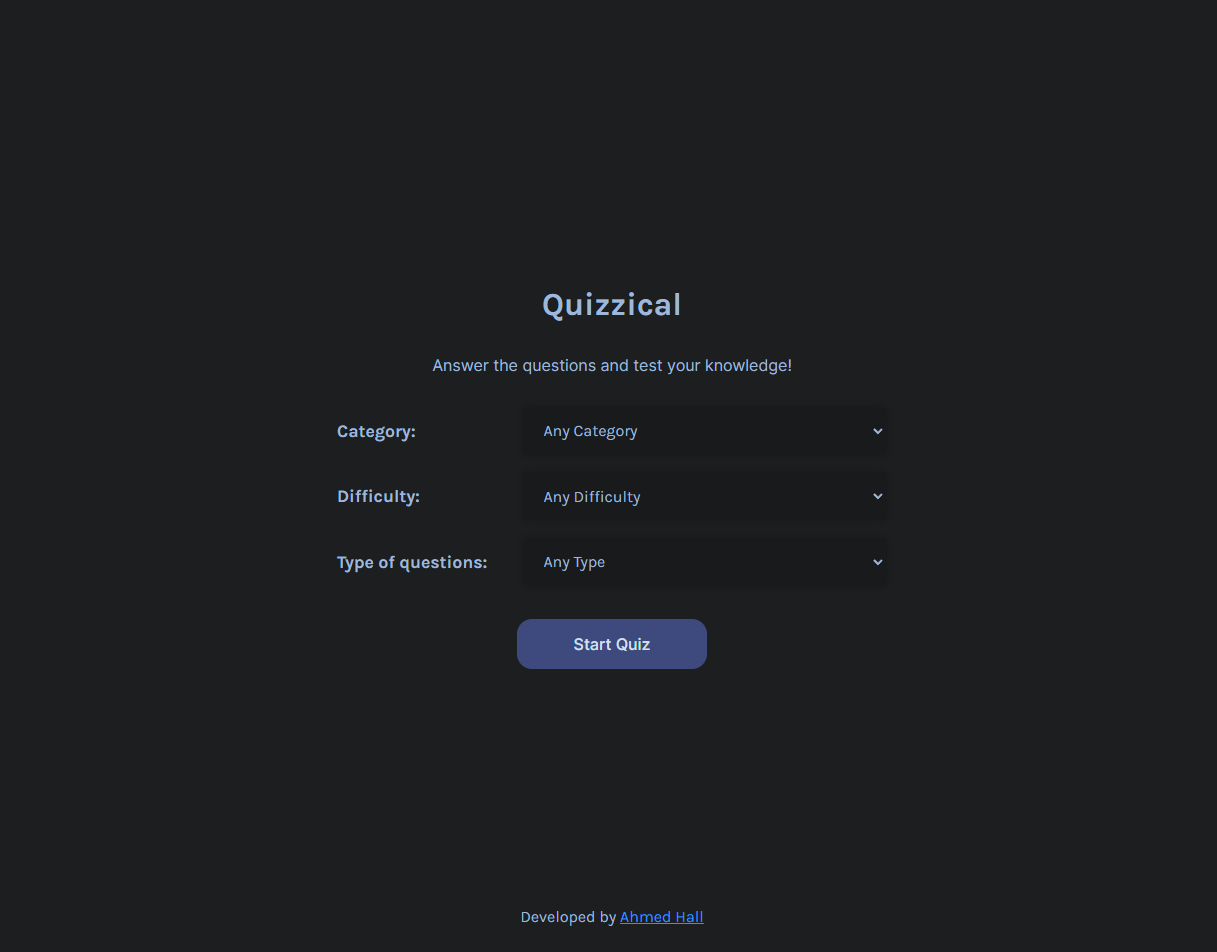 Quizzical
Answer the questions and test your knowledge!
Category: Any Category
Difficulty: Any Difficulty
Type of questions: Any Type
Start Quiz
Developed by Ahmed Hall